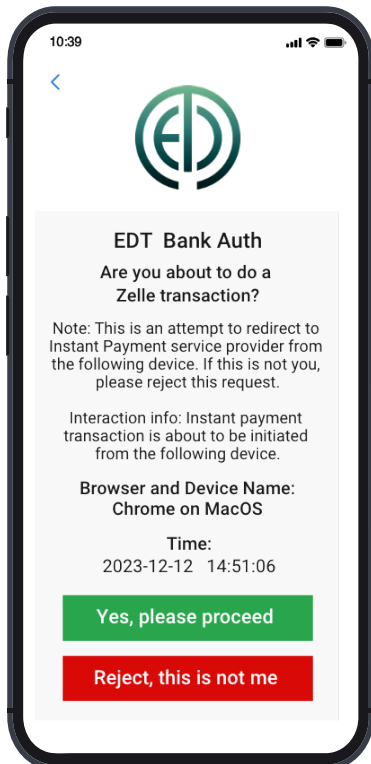 10:39
EDT Bank Auth
Are you about to do a
Zelle transaction?
Note: This is an attempt to redirect to
Instant Payment service provider from
the following device. If this is not you,
please reject this request.
Interaction info: Instant payment
transaction is about to be initiated
from the following device.
Browser and Device Name:
Chrome on MacOS
Time:
2023-12-12 14:51:06
Yes, please proceed
Reject, this is not me